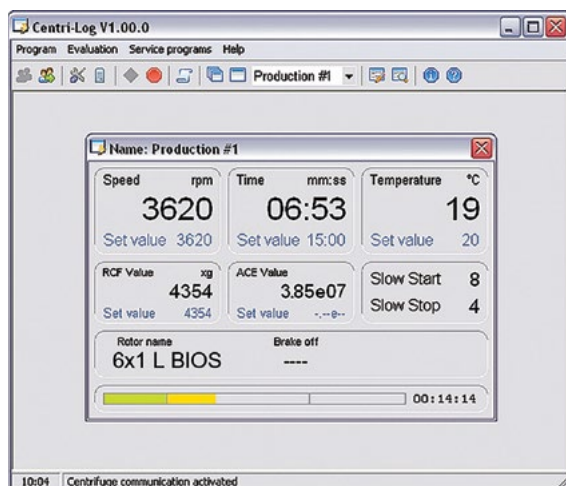 Centri-Log V1.00.0
Program Evaluation Service programs Help
Production #1
Name: Production #1
Speed rpm
3620
Set value 3620
Time mm:ss
06:53
Set value 15:00
Temperature °C
19
Set value 20
RCF Value xg
4354
Set value 4354
ACE Value
3.85e07
Set value -.--e--
Slow Start 8
Slow Stop 4
Rotor name
6x1 L BIOS
Brake off
----
00:14:14
10:04 Centrifuge communication activated